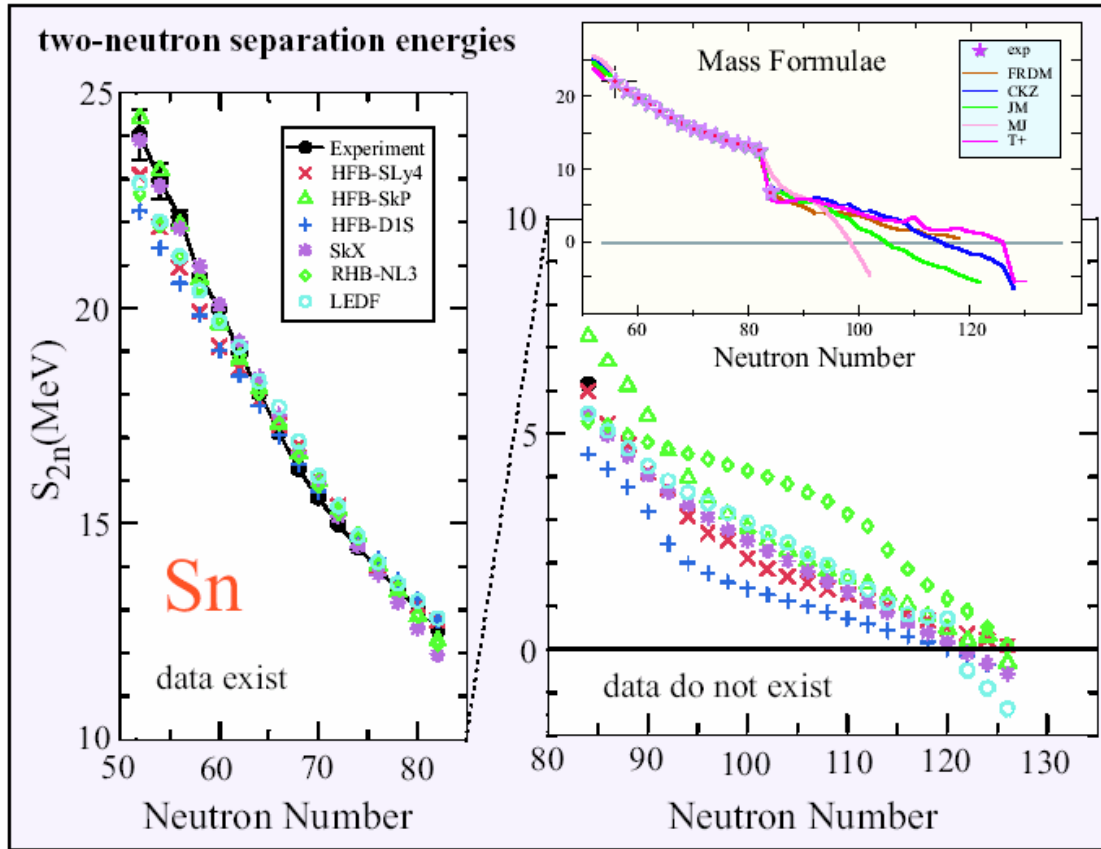 two-neutron separation energies
25
20
15
10
S2n(MeV)
Experiment
HFB-SLy4
HFB-SkP
HFB-D1S
SkX
RHB-NL3
LEDF
Sn
data exist
50 60 70 80
Neutron Number
Mass Formulae
exp
FRDM
CKZ
JM
MJ
T+
20
10
0
60 80 100 120
Neutron Number
10
5
0
data do not exist
80 90 100 110 120 130
Neutron Number